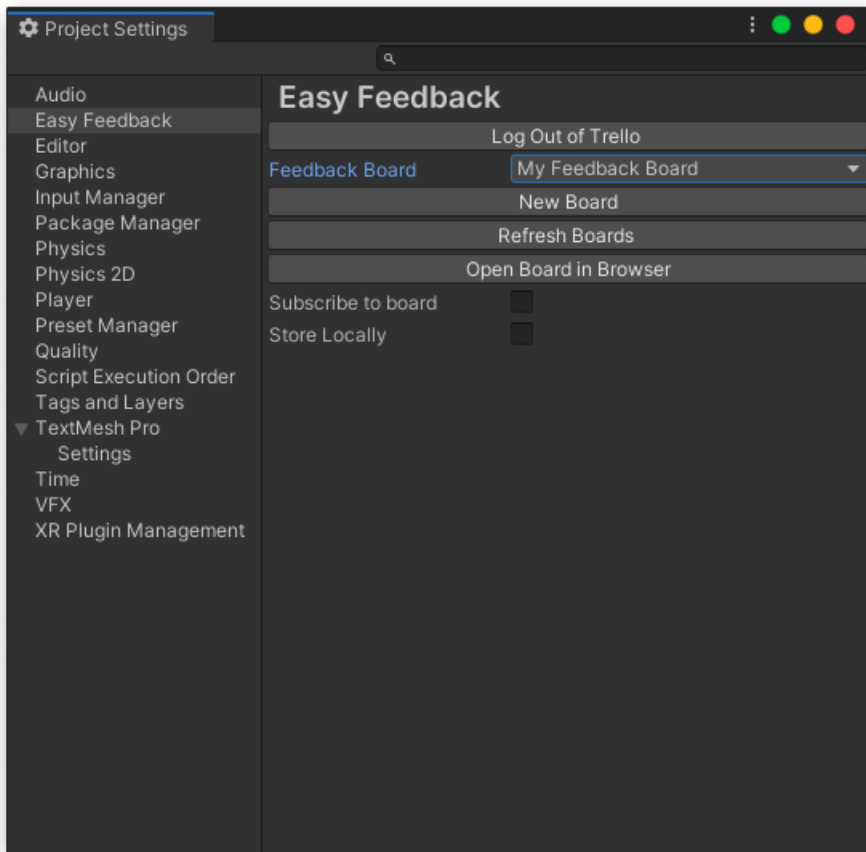 Project Settings
Audio
Easy Feedback
Editor
Graphics
Input Manager
Package Manager
Physics
Physics 2D
Player
Preset Manager
Quality
Script Execution Order
Tags and Layers
TextMesh Pro
Settings
Time
VFX
XR Plugin Management
Easy Feedback
Log Out of Trello
Feedback Board My Feedback Board
New Board
Refresh Boards
Open Board in Browser
Subscribe to board
Store Locally